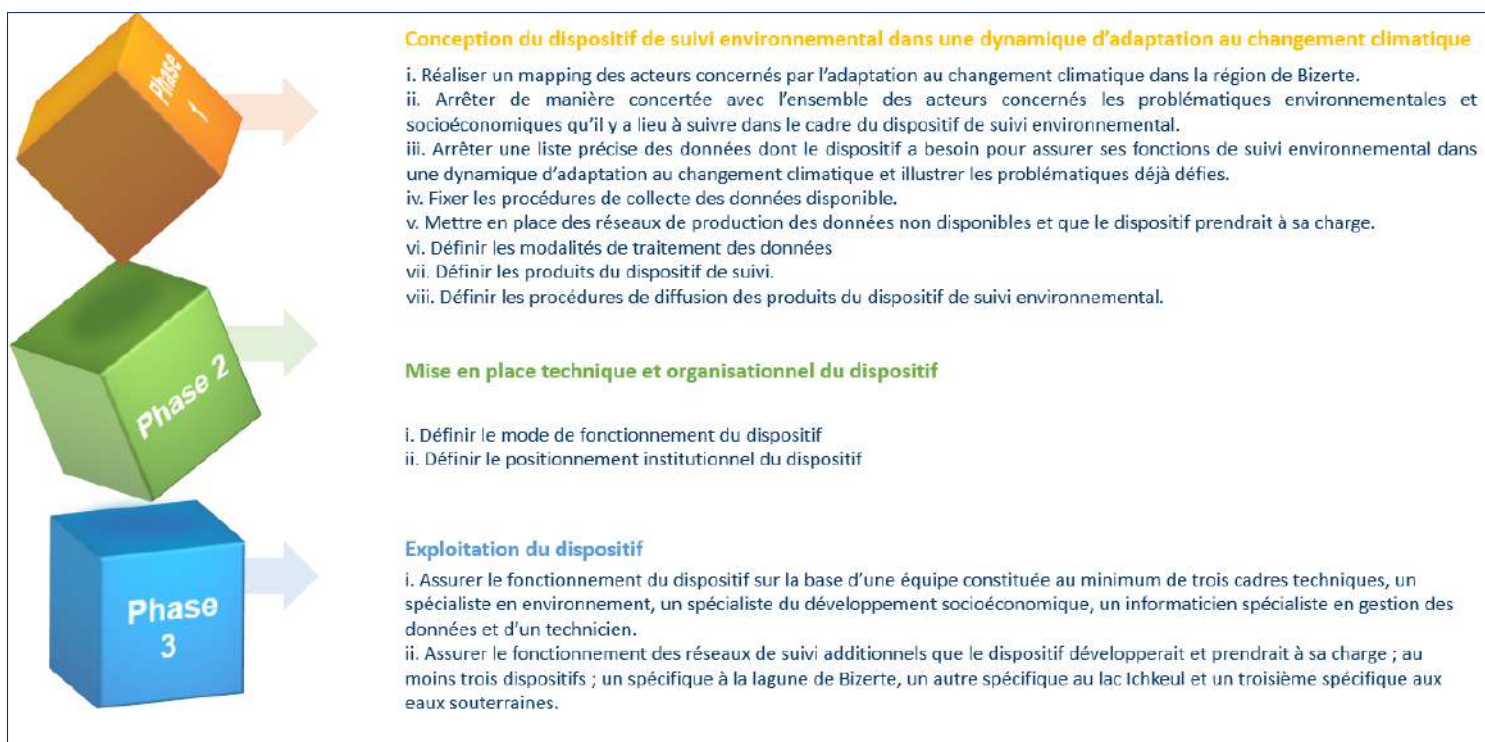 Phase
1
Conception du dispositif de suivi environnemental dans une dynamique d'adaptation au changement climatique
i. Réaliser un mapping des acteurs concernés par l'adaptation au changement climatique dans la région de Bizerte.
ii. Arrêter de manière concertée avec l'ensemble des acteurs concernés les problématiques environnementales et
socioéconomiques qu'il y a lieu à suivre dans le cadre du dispositif de suivi environnemental.
iii. Arrêter une liste précise des données dont le dispositif a besoin pour assurer ses fonctions de suivi environnemental dans
une dynamique d'adaptation au changement climatique et illustrer les problématiques déjà défies.
iv. Fixer les procédures de collecte des données disponible.
v. Mettre en place des réseaux de production des données non disponibles et que le dispositif prendrait à sa charge.
vi. Définir les modalités de traitement des données
vii. Définir les produits du dispositif de suivi.
viii. Définir les procédures de diffusion des produits du dispositif de suivi environnemental.
Phase 2
Mise en place technique et organisationnel du dispositif
i. Définir le mode de fonctionnement du dispositif
ii. Définir le positionnement institutionnel du dispositif
Phase
3
Exploitation du dispositif
i. Assurer le fonctionnement du dispositif sur la base d'une équipe constituée au minimum de trois cadres techniques, un
spécialiste en environnement, un spécialiste du développement socioéconomique, un informaticien spécialiste en gestion des
données et d'un technicien.
ii. Assurer le fonctionnement des réseaux de suivi additionnels que le dispositif développerait et prendrait à sa charge ; au
moins trois dispositifs ; un spécifique à la lagune de Bizerte, un autre spécifique au lac Ichkeul et un troisième spécifique aux
eaux souterraines.